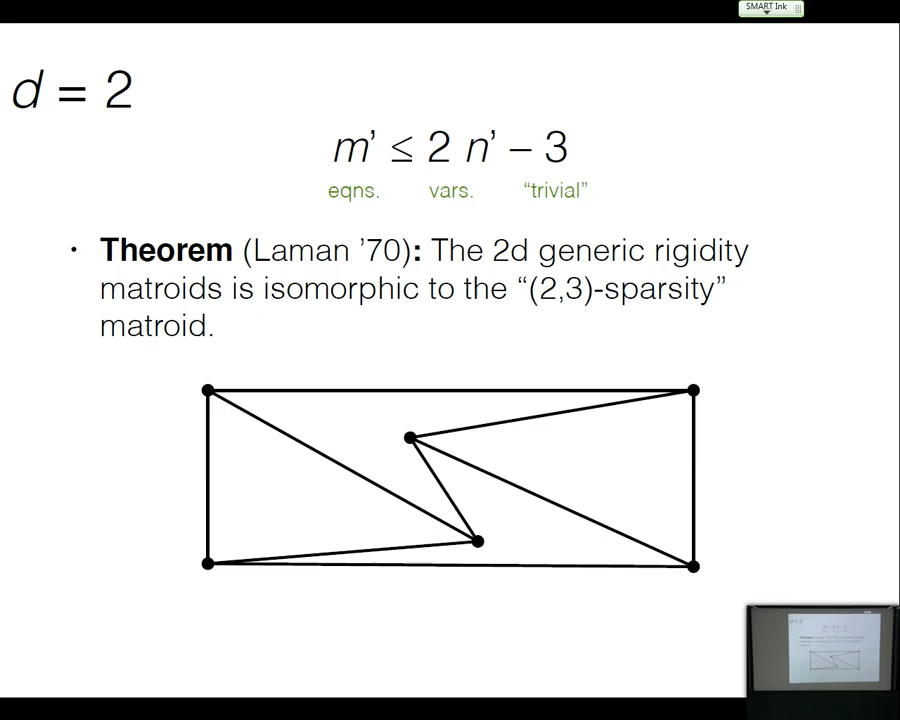 SMART Ink
d = 2
m’ ≤ 2 n’ – 3
eqns. vars. “trivial”
• Theorem (Laman ’70): The 2d generic rigidity
matroids is isomorphic to the “(2,3)-sparsity”
matroid.